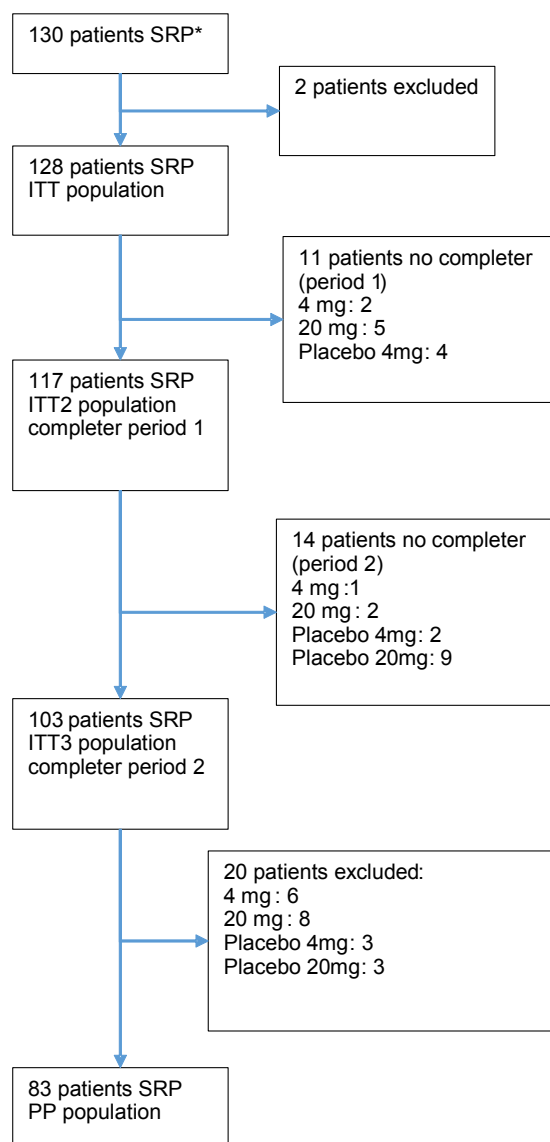 130 patients SRP*
2 patients excluded
128 patients SRP
ITT population
11 patients no completer
(period 1)
4 mg: 2
20 mg: 5
Placebo 4mg: 4
117 patients SRP
ITT2 population
completer period 1
14 patients no completer
(period 2)
4 mg :1
20 mg: 2
Placebo 4mg: 2
Placebo 20mg: 9
103 patients SRP
ITT3 population
completer period 2
20 patients excluded:
4 mg: 6
20 mg: 8
Placebo 4mg: 3
Placebo 20mg: 3
83 patients SRP
PP population